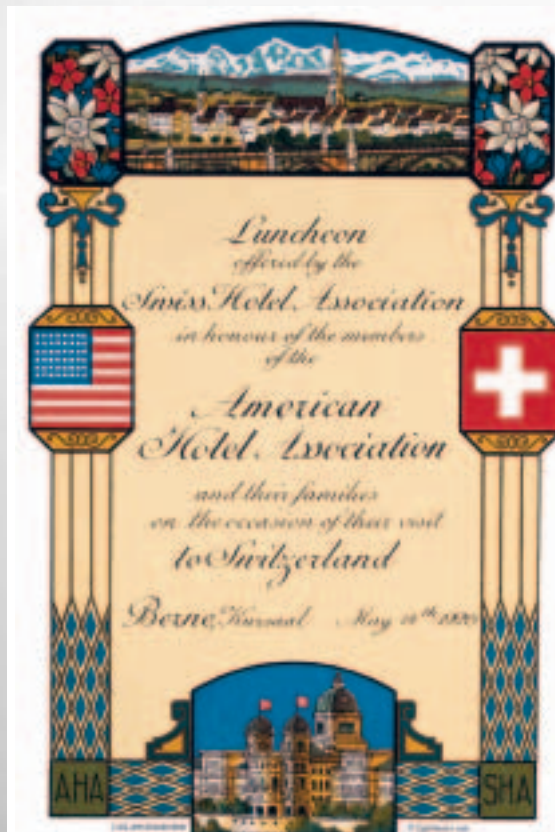 Luncheon
offered by the
Swiss Hotel Association
in honour of the members
of the
American
Hotel Association
and their families
on the occasion of their visit
to Switzerland
Berne, Kursaal May
AHA
SHA